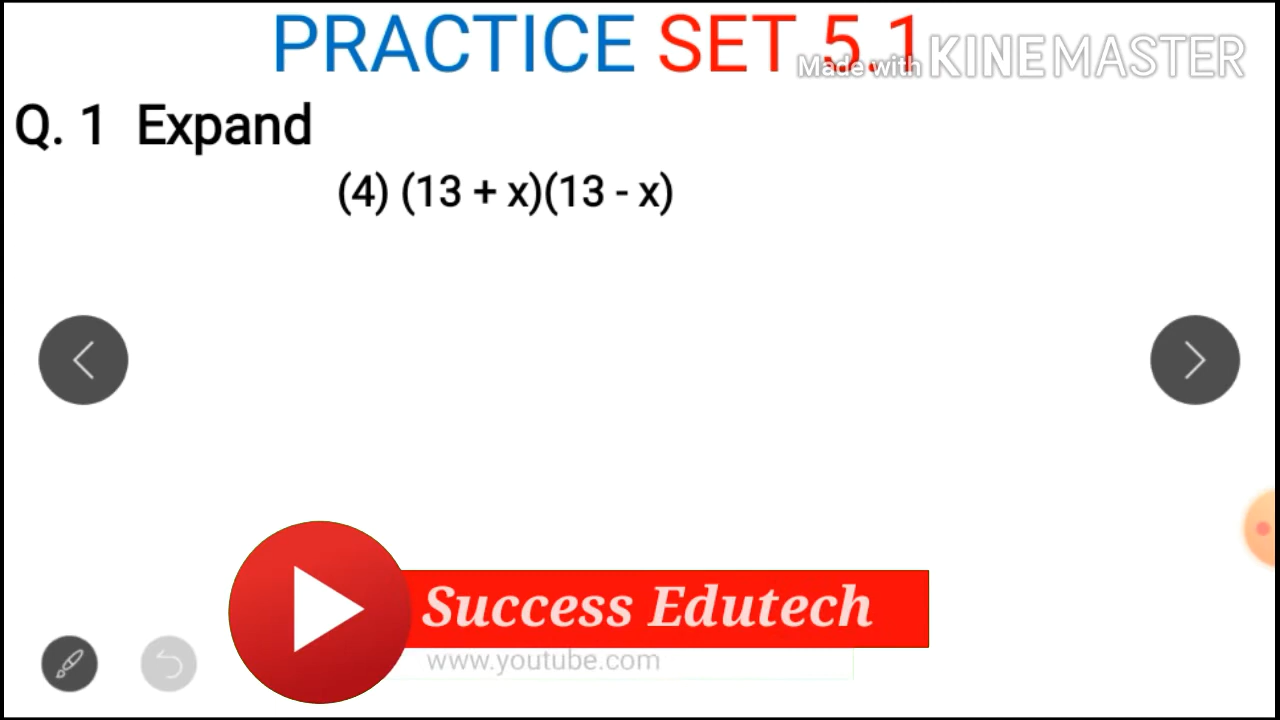 PRACTICE SET 5.1
Made with KINEMASTER
Q. 1 Expand
(4) (13 + x)(13 - x)
Success Edutech
www.youtube.com